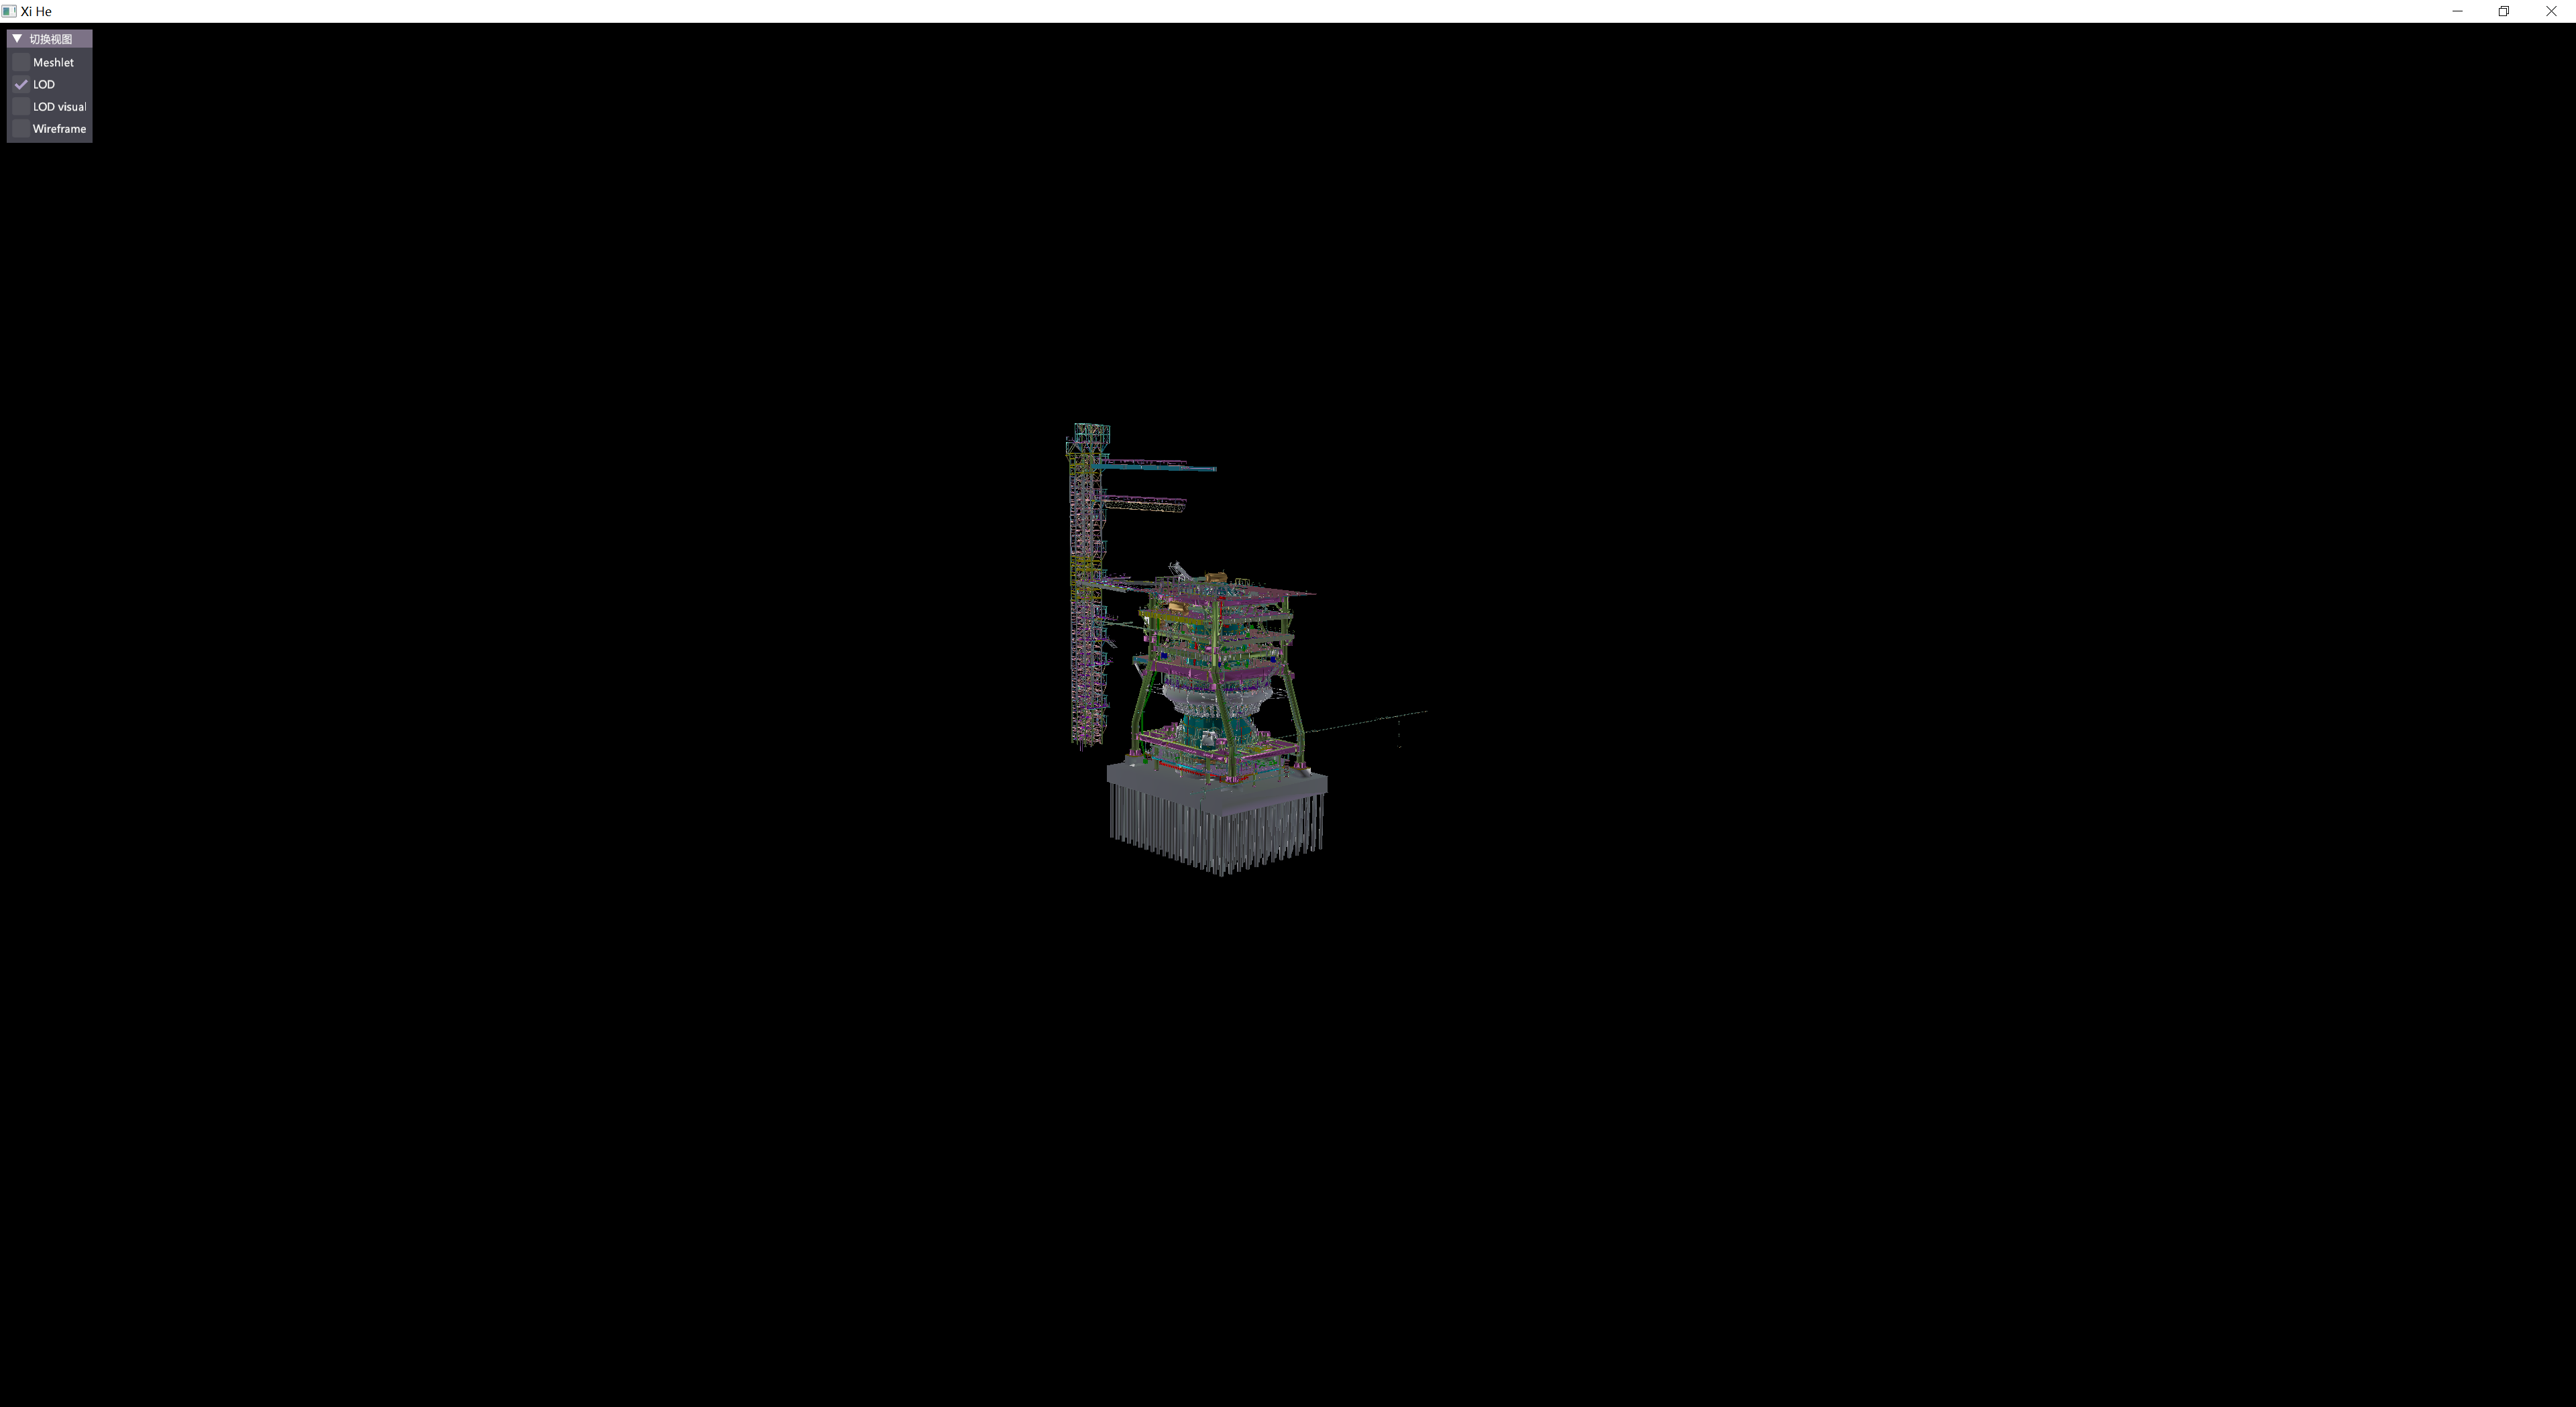 Xi He
切换视图
Meshlet
LOD
LOD visual
Wireframe